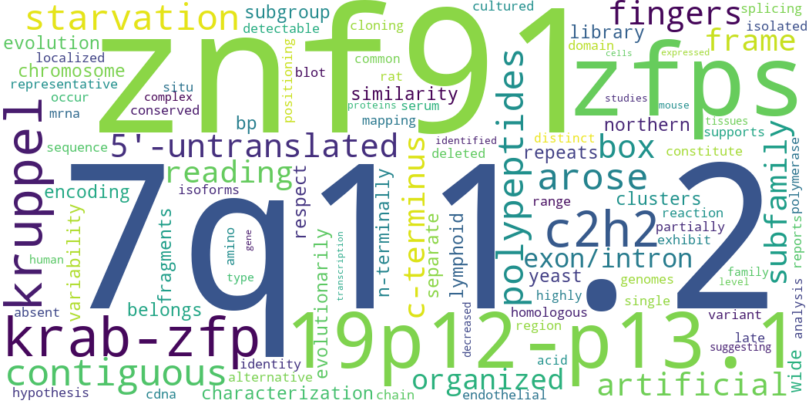 starvation
subgroup
cultured
fingers
splicing
detectable
cloning
library
isolated
evolution
znf91
zfps
frame
localized
chromosome
positioning
common
domain
cells
expressed
representative
situ
blot
rat
polypeptides
occur
complex
similarity
studies
mouse
mrna
conserved
bp
proteins
serum
mapping
northern
tissues
supports
kruppel
sequence
5'-untranslated
c-terminus
identified
deleted
distinct
repeats
box
constitute
subfamily
polymerase
reading
encoding
isoforms
respect
n-terminally
arose
range
clusters
7q11.2
variability
fragments
amino
gene
evolutionarily
transcription
separate
lymphoid
c2h2
reaction
partially
exhibit
exon/intron
human
type
yeast
genomes
family
level
reports
absent
belongs
highly
single
analysis
krab-zfp
19p12-p13.1
decreased
homologous
region
variant
late
suggesting
contiguous
identity
alternative
organized
acid
artificial
wide
hypothesis
cdna
characterization
chain
endothelial